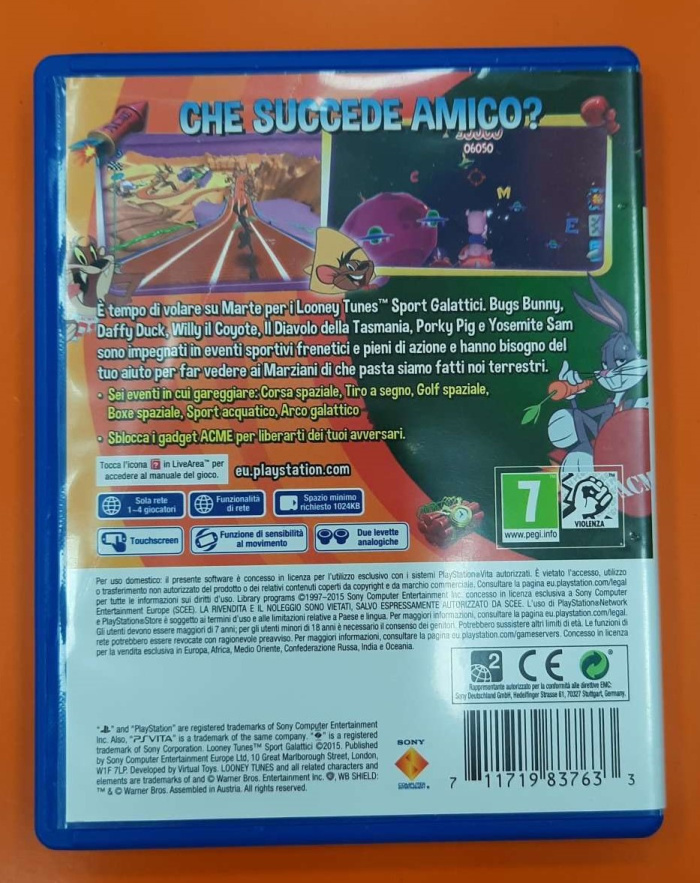 CHE SUCCEDE AMICO?
06050
M
E
È tempo di volare su Marte per i Looney Tunes™ Sport Galattici. Bugs Bunny,
Daffy Duck, Willy il Coyote, Il Diavolo della Tasmania, Porky Pig e Yosemite Sam
sono impegnati in eventi sportivi frenetici e pieni di azione e hanno bisogno del
tuo aiuto per far vedere ai Marziani di che pasta siamo fatti noi terrestri.
• Sei eventi in cui gareggiare: Corsa spaziale, Tiro a segno, Golf spaziale,
Boxe spaziale, Sport acquatico, Arco galattico
• Sblocca i gadget ACME per liberarti dei tuoi avversari.
Tocca l'icona ? in LiveArea™ per
accedere al manuale del gioco.
eu.playstation.com
Sola rete
1-4 giocatori
Funzionalità
di rete
Spazio minimo
richiesto 1024KB
Touchscreen
Funzione di sensibilità
al movimento
Due levette
analogiche
7
www.pegi.info
VIOLENZA
ACM
Per uso domestico: il presente software è concesso in licenza per l'utilizzo esclusivo con i sistemi PlayStation®Vita autorizzati. È vietato l'accesso, utilizzo
o trasferimento non autorizzato del prodotto o dei relativi contenuti coperti da copyright e da marchio commerciale. Consultare la pagina eu.playstation.com/legal
per tutte le informazioni sui diritti d'uso. Library programs ©1997-2015 Sony Computer Entertainment Inc. concesso in licenza esclusiva a Sony Computer
Entertainment Europe (SCEE). LA RIVENDITA E IL NOLEGGIO SONO VIETATI, SALVO ESPRESSAMENTE AUTORIZZATO DA SCEE. L'uso di PlayStation®Network
e PlayStation®Store è soggetto ai termini d'uso e alle limitazioni relative a Paese e lingua. Per maggiori informazioni, consultare la pagina eu.playstation.com/legal
Gli utenti devono essere maggiori di 7 anni; per gli utenti minori di 18 anni è necessario il consenso dei genitori. Potrebbero sussistere altri limiti di età. Le funzioni di
rete potrebbero essere revocate con ragionevole preavviso. Per maggiori informazioni, consultare la pagina eu.playstation.com/gameservers. Concesso in licenza
per la vendita esclusiva in Europa, Africa, Medio Oriente, Confederazione Russa, India e Oceania.
2
CE
Rappresentante autorizzato per la conformità alle direttive EMC:
Sony Deutschland GmbH, Hedelfinger Strasse 61, 70327 Stuttgart, Germany.
" " and "PlayStation" are registered trademarks of Sony Computer Entertainment
Inc. Also, "PSVITA" is a trademark of the same company. " " is a registered
trademark of Sony Corporation. Looney Tunes™ Sport Galattici ©2015. Published
by Sony Computer Entertainment Europe Ltd, 10 Great Marlborough Street, London,
W1F 7LP. Developed by Virtual Toys. LOONEY TUNES and all related characters and
elements are trademarks of and © Warner Bros. Entertainment Inc. WB SHIELD:
™ & © Warner Bros. Assembled in Austria. All rights reserved.
SONY
7 11719 83763 3